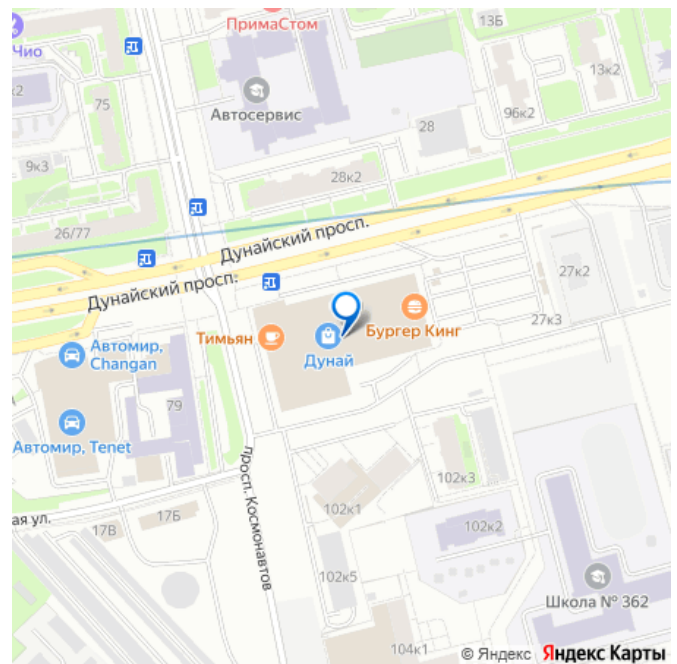 13Б
ПримаСтом
Чио
к2
75
Автосервис
13к2
96к2
28
9к3
28к2
26/77
Дунайский просп.
Дунайский просп.
27к2
27к3
Тимьян
Бургер Кинг
Дунай
Автомир,
Changan
79
Автомир, Tenet
просп. Космонавтов
ая ул.
17В
17Б
102к1
102к3
102к2
102к5
Школа № 362
104к1
© Яндекс Яндекс Карты